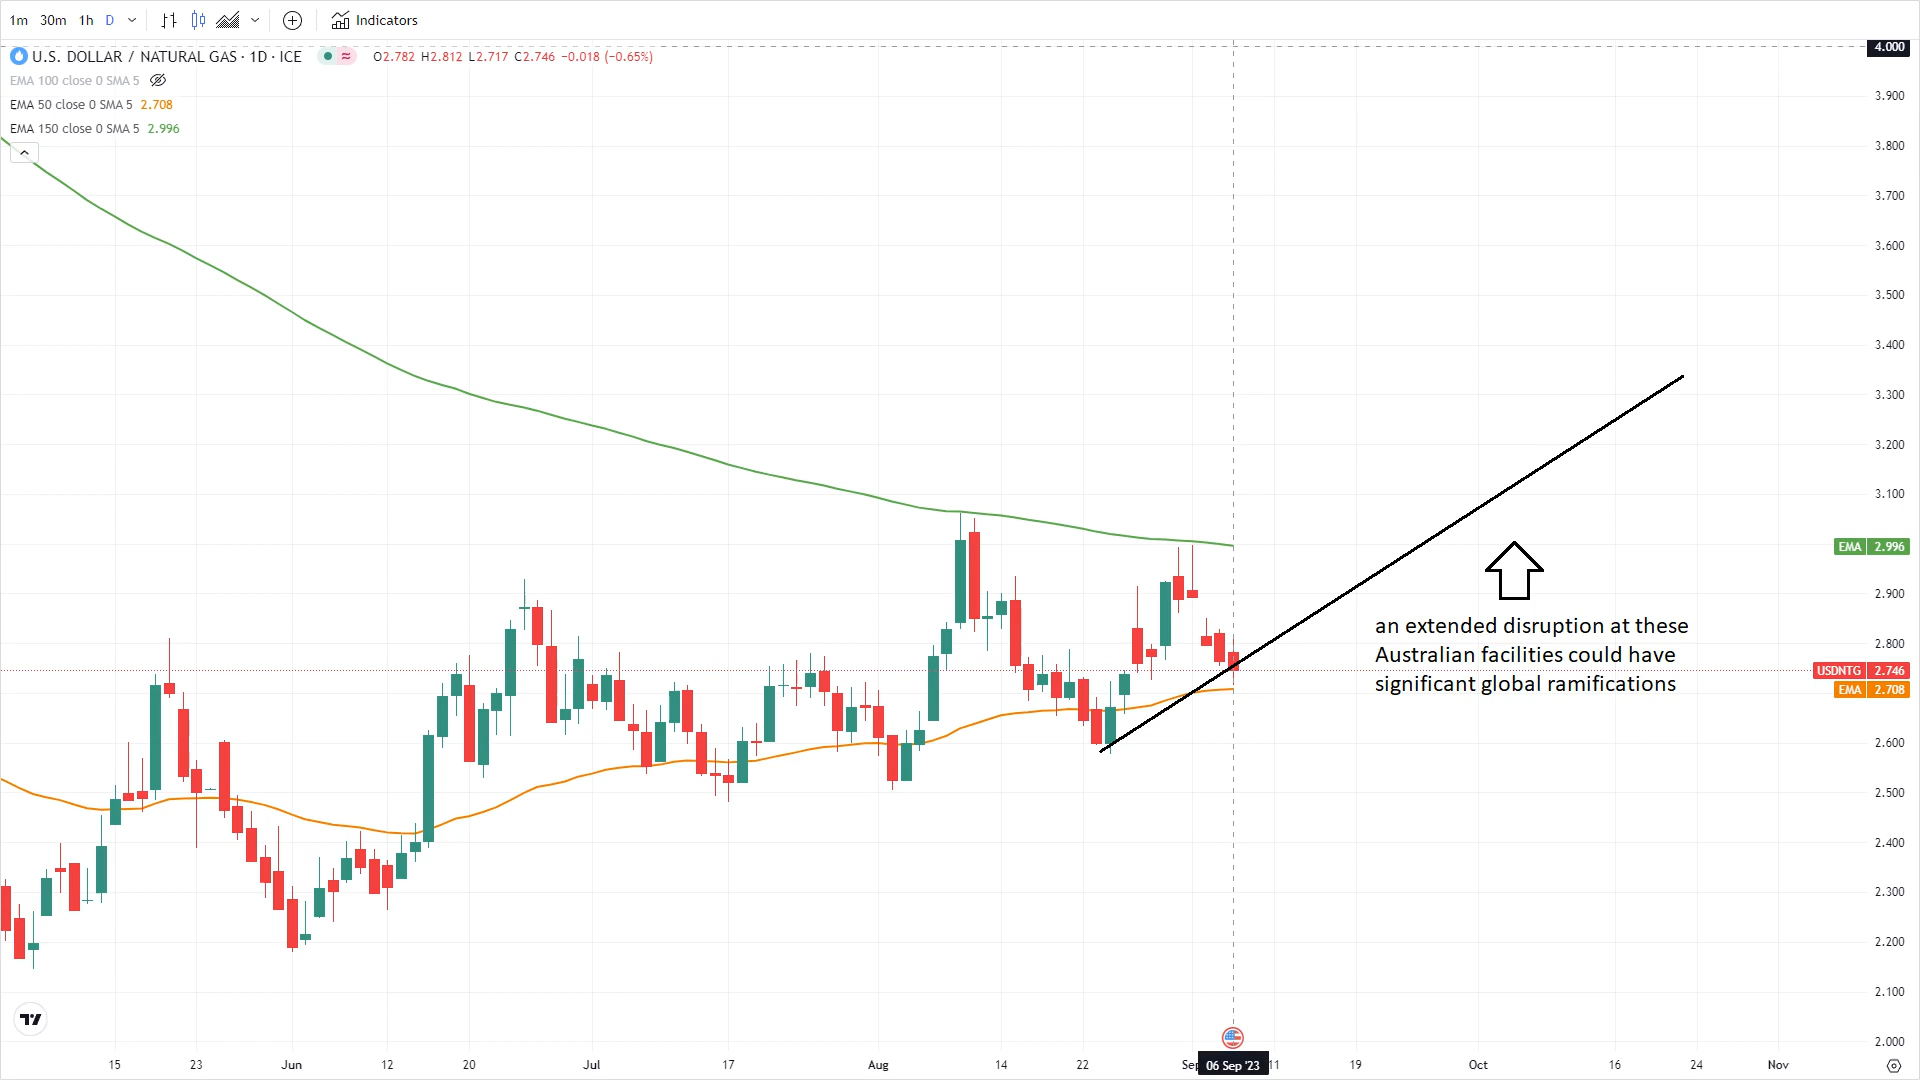 1m 30m 1h D Indicators
4.000
U.S. DOLLAR / NATURAL GAS · 1D · ICE ≈ O2.782 H2.812 L2.717 C2.746 −0.018 (−0.65%)
EMA 100 close 0 SMA 5
3.900
EMA 50 close 0 SMA 5 2.708
EMA 150 close 0 SMA 5 2.996
3.800
3.700
3.600
3.500
3.400
3.300
3.200
3.100
EMA 2.996
2.900
an extended disruption at these
Australian facilities could have
significant global ramifications
2.800
USDNTG 2.746
EMA 2.708
2.600
2.500
2.400
2.300
2.200
2.100
2.000
15 23 Jun 12 20 Jul 17 Aug 14 22 Sep 06 Sep '23 11 19 Oct 16 24 Nov